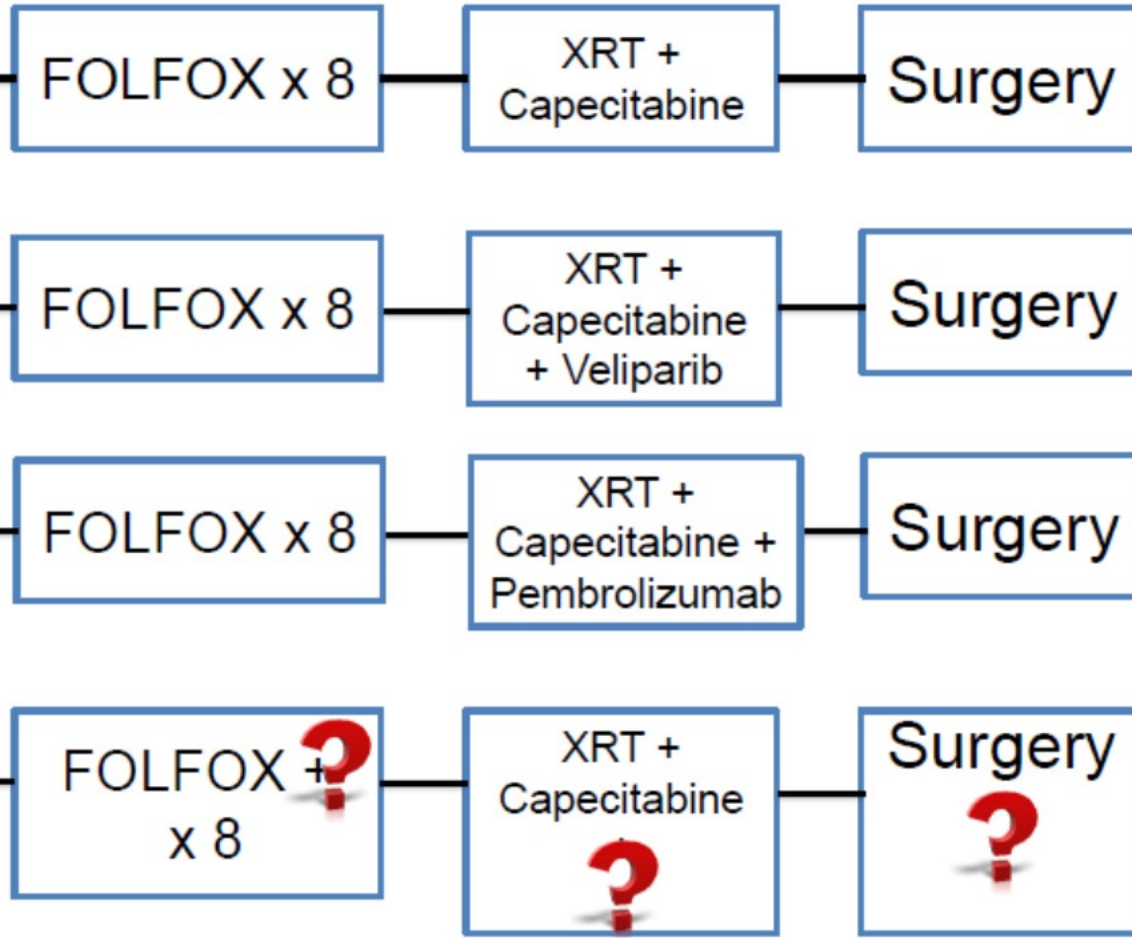 FOLFOX x 8
XRT +
Capecitabine
Surgery
FOLFOX x 8
XRT +
Capecitabine
+ Veliparib
Surgery
FOLFOX x 8
XRT +
Capecitabine +
Pembrolizumab
Surgery
FOLFOX + ?
x 8
XRT +
Capecitabine
?
Surgery
?